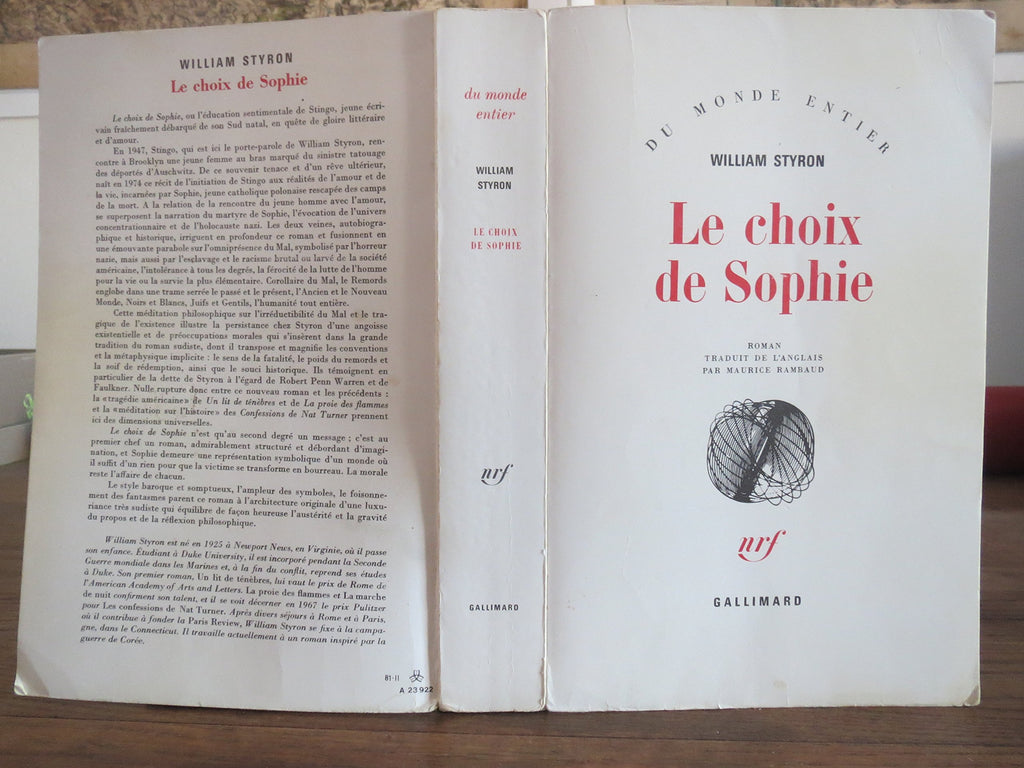 WILLIAM STYRON
Le choix de Sophie
Le choix de Sophie, ou l'éducation sentimentale de Stingo, jeune écri-
vain fraîchement débarqué de son Sud natal, en quête de gloire littéraire
et d'amour.
En 1947, Stingo, qui est ici le porte-parole de William Styron, ren-
contre à Brooklyn une jeune femme au bras marqué du sinistre tatouage
des déportés d'Auschwitz. De ce souvenir tenace et d'un rêve ultérieur,
naît en 1974 ce récit de l'initiation de Stingo aux réalités de l'amour et de
la vie, incarnées par Sophie, jeune catholique polonaise rescapée des camps
de la mort. A la relation de la rencontre du jeune homme avec l'amour,
se superposent la narration du martyre de Sophie, l'évocation de l'univers
concentrationnaire et de l'holocauste nazi. Les deux veines, autobiogra-
phique et historique, irriguent en profondeur ce roman et fusionnent en
une émouvante parabole sur l'omniprésence du Mal, symbolisé par l'horreur
nazie, mais aussi par l'esclavage et le racisme brutal ou larvé de la société
américaine, l'intolérance à tous les degrés, la férocité de la lutte de l'homme
pour la vie ou la survie la plus élémentaire. Corollaire du Mal, le Remords
englobe dans une trame serrée le passé et le présent, l'Ancien et le Nouveau
Monde, Noirs et Blancs, Juifs et Gentils, l'humanité tout entière.
Cette méditation philosophique sur l'irréductibilité du Mal et le tra-
gique de l'existence illustre la persistance chez Styron d'une angoisse
existentielle et de préoccupations morales qui s'insèrent dans la grande
tradition du roman sudiste, dont il transpose et magnifie les conventions
et la métaphysique implicite : le sens de la fatalité, le poids du remords et
la soif de rédemption, ainsi que le souci historique. Ils témoignent en
particulier de la dette de Styron à l'égard de Robert Penn Warren et de
Faulkner. Nulle rupture donc entre ce nouveau roman et les précédents :
la «tragédie américaine» de Un lit de ténèbres et de La proie des flammes
et la «méditation sur l'histoire» des Confessions de Nat Turner prennent
ici des dimensions universelles.
Le choix de Sophie n'est qu'au second degré un message ; c'est au
premier chef un roman, admirablement structuré et débordant d'imagi-
nation, et Sophie demeure une représentation symbolique d'un monde où
il suffit d'un rien pour que la victime se transforme en bourreau. La morale
reste l'affaire de chacun.
Le style baroque et somptueux, l'ampleur des symboles, le foisonne-
ment des fantasmes parent ce roman à l'architecture originale d'une luxu-
riance très sudiste qui équilibre de façon heureuse l'austérité et la gravité
du propos et de la réflexion philosophique.
William Styron est né en 1925 à Newport News, en Virginie, où il passe
son enfance. Étudiant à Duke University, il est incorporé pendant la Seconde
Guerre mondiale dans les Marines et, à la fin du conflit, reprend ses études
à Duke. Son premier roman, Un lit de ténèbres, lui vaut le prix de Rome de
l'American Academy of Arts and Letters. La proie des flammes et La marche
de nuit confirment son talent, et il se voit décerner en 1967 le prix Pulitzer
pour Les confessions de Nat Turner. Après divers séjours à Rome et à Paris,
où il contribue à fonder la Paris Review, William Styron se fixe à la campa-
gne, dans le Connecticut. Il travaille actuellement à un roman inspiré par la
guerre de Corée.
81-II
A 23922
du monde
entier
WILLIAM
STYRON
LE CHOIX
DE SOPHIE
nrf
GALLIMARD
DU MONDE ENTIER
WILLIAM STYRON
Le choix
de Sophie
ROMAN
TRADUIT DE L'ANGLAIS
PAR MAURICE RAMBAUD
nrf
GALLIMARD